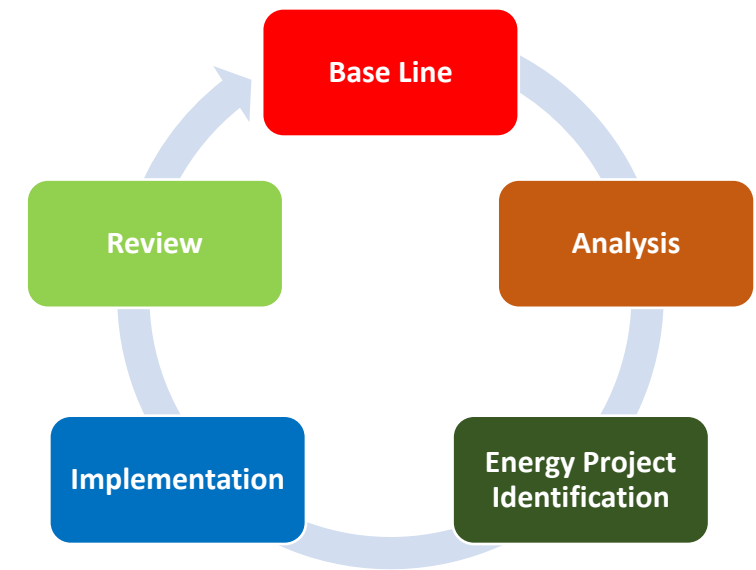 Base Line
Analysis
Energy Project
Identification
Implementation
Review